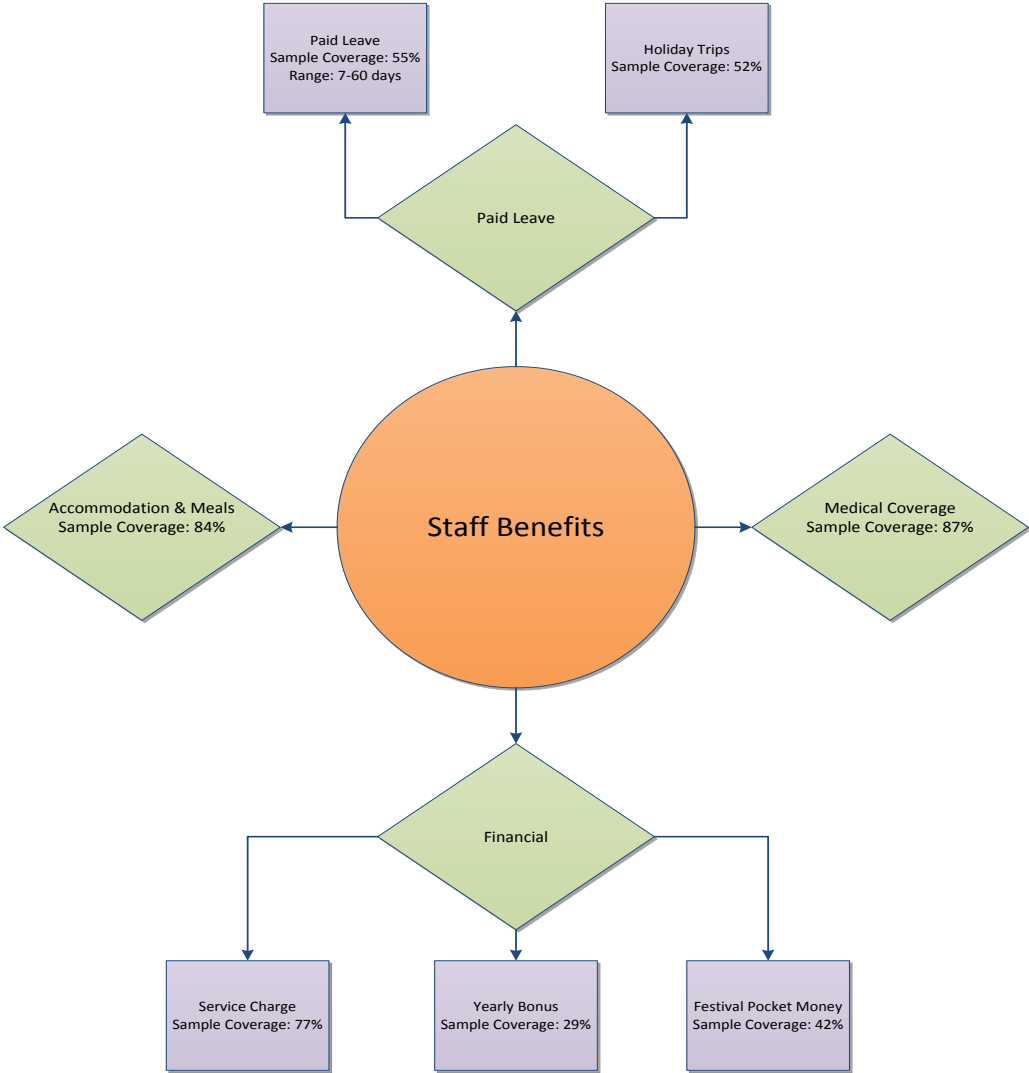 Paid Leave
Sample Coverage: 55%
Range: 7-60 days
Holiday Trips
Sample Coverage: 52%
Paid Leave
Accommodation & Meals
Sample Coverage: 84%
Staff Benefits
Medical Coverage
Sample Coverage: 87%
Financial
Service Charge
Sample Coverage: 77%
Yearly Bonus
Sample Coverage: 29%
Festival Pocket Money
Sample Coverage: 42%